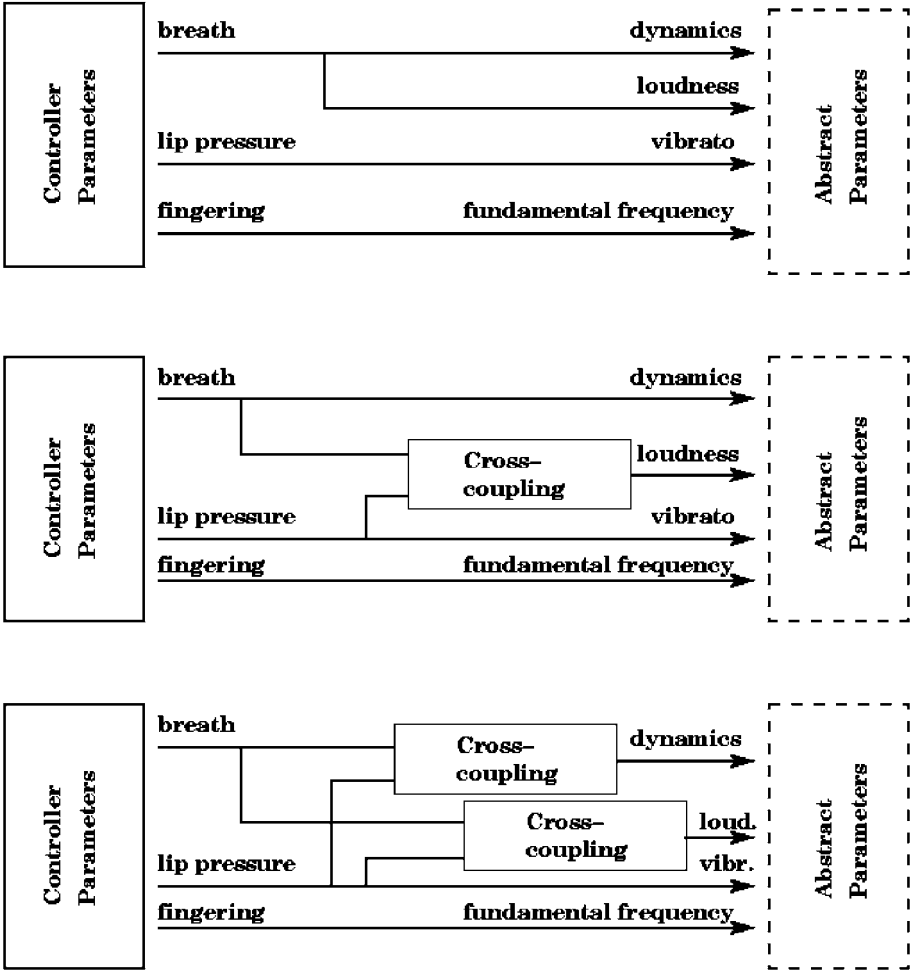 Controller
Parameters
breath
dynamics
loudness
lip pressure
vibrato
fingering
fundamental frequency
Abstract
Parameters
Controller
Parameters
breath
dynamics
Cross–
coupling
loudness
lip pressure
vibrato
fingering
fundamental frequency
Abstract
Parameters
Controller
Parameters
breath
Cross–
coupling
dynamics
Cross–
coupling
loud.
lip pressure
vibr.
fingering
fundamental frequency
Abstract
Parameters